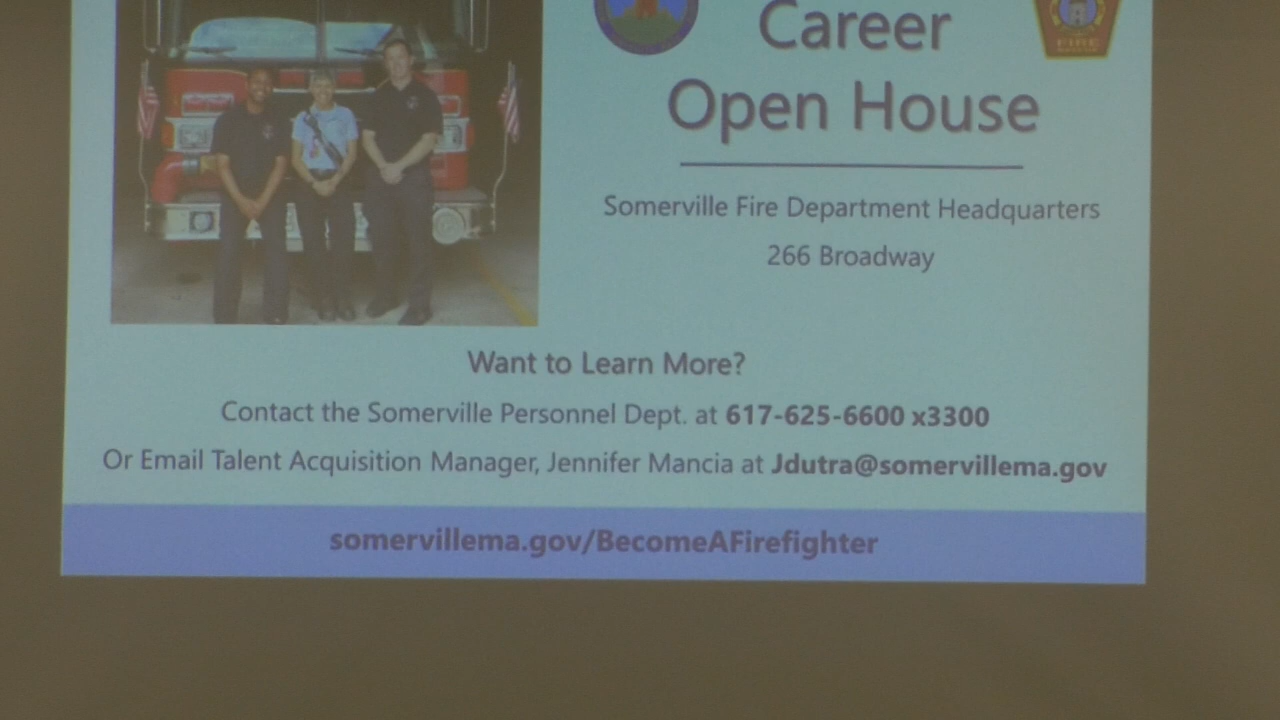 Career
Open House
Somerville Fire Department Headquarters
266 Broadway
Want to Learn More?
Contact the Somerville Personnel Dept. at 617-625-6600 x3300
Or Email Talent Acquisition Manager, Jennifer Mancia at Jdutra@somervillema.gov
somervillema.gov/BecomeAFirefighter
FIRE